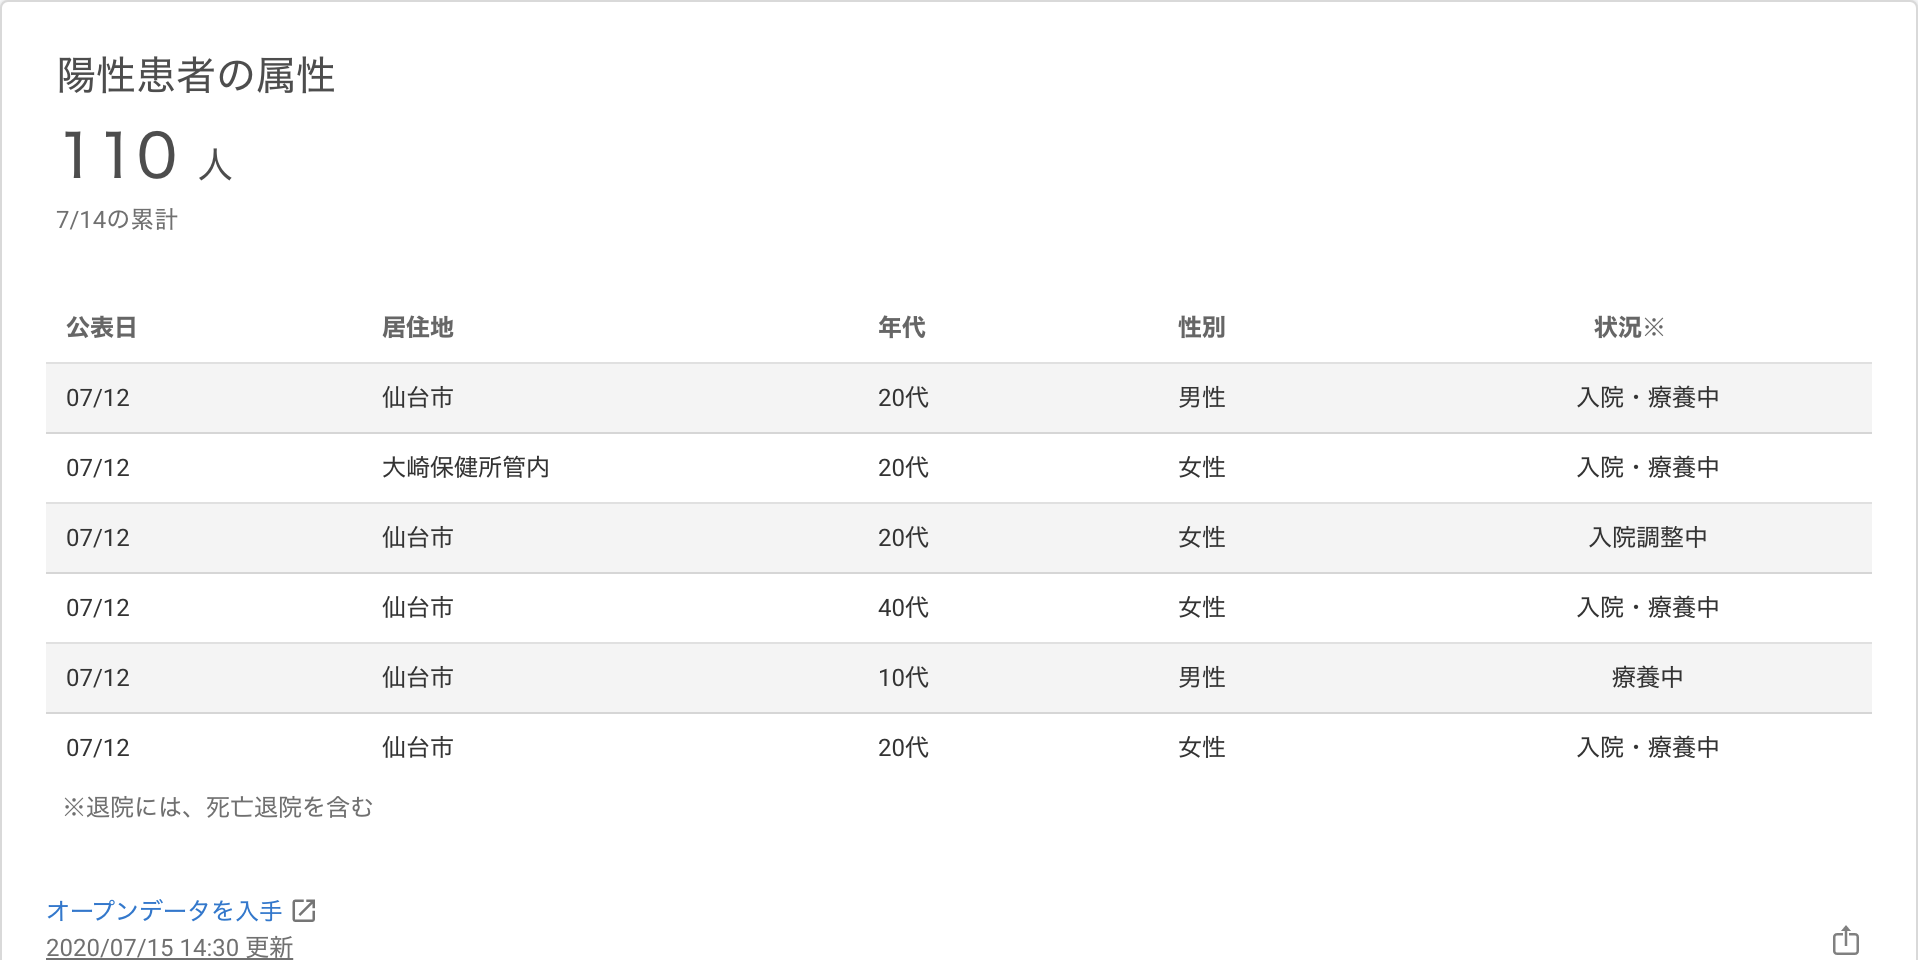 陽性患者の属性
110 人
7/14の累計
公表日 居住地 年代 性別 状況※
07/12 仙台市 20代 男性 入院・療養中
07/12 大崎保健所管内 20代 女性 入院・療養中
07/12 仙台市 20代 女性 入院調整中
07/12 仙台市 40代 女性 入院・療養中
07/12 仙台市 10代 男性 療養中
07/12 仙台市 20代 女性 入院・療養中
※退院には、死亡退院を含む
オープンデータを入手
2020/07/15 14:30 更新